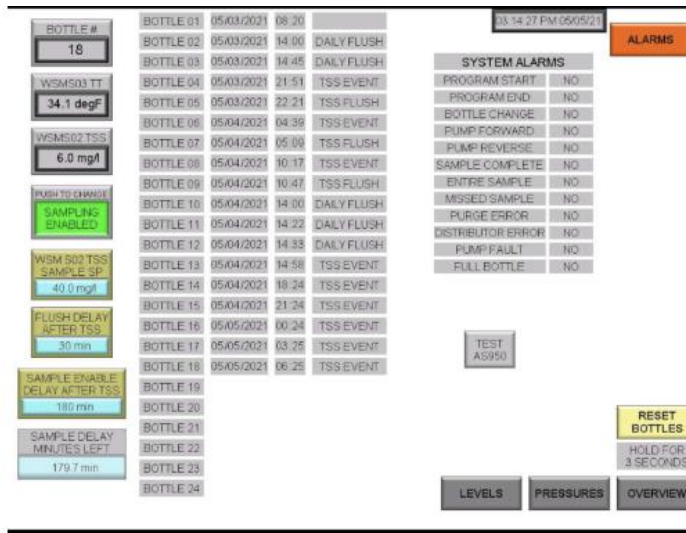 03:14:27 PM 05/05/21
ALARMS
BOTTLE #
18
WSMS03 TT
34.1 degF
WSMS02 TSS
6.0 mg/l
PUSH TO CHANGE
SAMPLING
ENABLED
WSM S02 TSS
SAMPLE SP
40.0 mg/l
FLUSH DELAY
AFTER TSS
30 min
SAMPLE ENABLE
DELAY AFTER TSS
180 min
SAMPLE DELAY
MINUTES LEFT
179.7 min
BOTTLE 01 05/03/2021 08:20
BOTTLE 02 05/03/2021 14:00 DAILY FLUSH
BOTTLE 03 05/03/2021 14:45 DAILY FLUSH
BOTTLE 04 05/03/2021 21:51 TSS EVENT
BOTTLE 05 05/03/2021 22:21 TSS FLUSH
BOTTLE 06 05/04/2021 04:39 TSS EVENT
BOTTLE 07 05/04/2021 05:09 TSS FLUSH
BOTTLE 08 05/04/2021 10:17 TSS EVENT
BOTTLE 09 05/04/2021 10:47 TSS FLUSH
BOTTLE 10 05/04/2021 14:00 DAILY FLUSH
BOTTLE 11 05/04/2021 14:22 DAILY FLUSH
BOTTLE 12 05/04/2021 14:33 DAILY FLUSH
BOTTLE 13 05/04/2021 14:58 TSS EVENT
BOTTLE 14 05/04/2021 18:24 TSS EVENT
BOTTLE 15 05/04/2021 21:24 TSS EVENT
BOTTLE 16 05/05/2021 00:24 TSS EVENT
BOTTLE 17 05/05/2021 03:25 TSS EVENT
BOTTLE 18 05/05/2021 06:25 TSS EVENT
BOTTLE 19
BOTTLE 20
BOTTLE 21
BOTTLE 22
BOTTLE 23
BOTTLE 24
SYSTEM ALARMS
PROGRAM START NO
PROGRAM END NO
BOTTLE CHANGE NO
PUMP FORWARD NO
PUMP REVERSE NO
SAMPLE COMPLETE NO
ENTIRE SAMPLE NO
MISSED SAMPLE NO
PURGE ERROR NO
DISTRIBUTOR ERROR NO
PUMP FAULT NO
FULL BOTTLE NO
TEST
AS950
RESET
BOTTLES
HOLD FOR
3 SECONDS
LEVELS PRESSURES OVERVIEW